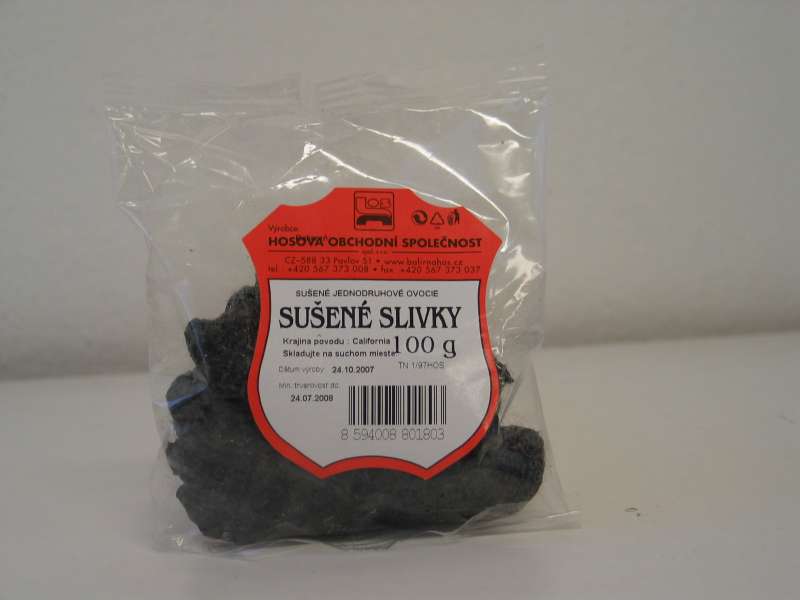 HOS
Výrobce:
HOSOVA OBCHODNÍ SPOLEČNOST
spol. s r.o.
CZ-588 33 Pavlov 51 • www.balirnahos.cz
tel.: +420 567 373 008 • fax: +420 567 373 037
SUŠENÉ JEDNODRUHOVÉ OVOCIE
SUŠENÉ SLIVKY
Krajina povodu : California
Skladujte na suchom mieste
100 g
Dátum výroby 24.10.2007
TN 1/97HOS
Min. trvanlivosť do:
24.07.2008
8 594008 801803